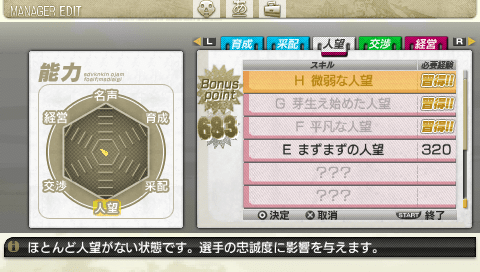 MANAGER EDIT
L 育成 采配 人望 交渉 経営 R
能力
名声
経営 育成
交渉 采配
人望
Bonus point
683
スキル 必要経験
H 微弱な人望 習得!!
G 芽生え始めた人望 習得!!
F 平凡な人望 習得!!
E まずまずの人望 320
???
???
決定 取消 START 終了
ほとんど人望がない状態です。選手の忠誠度に影響を与えます。